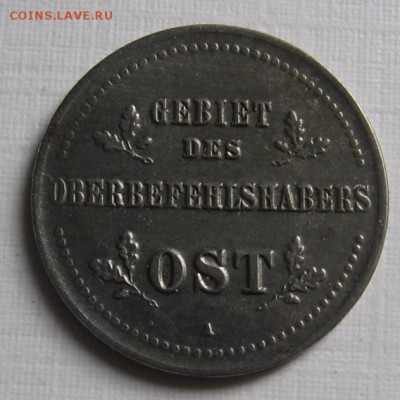 COINS.LAVE.RU
GEBIET
DES
OBERBEFEHLSHABERS
OST
A